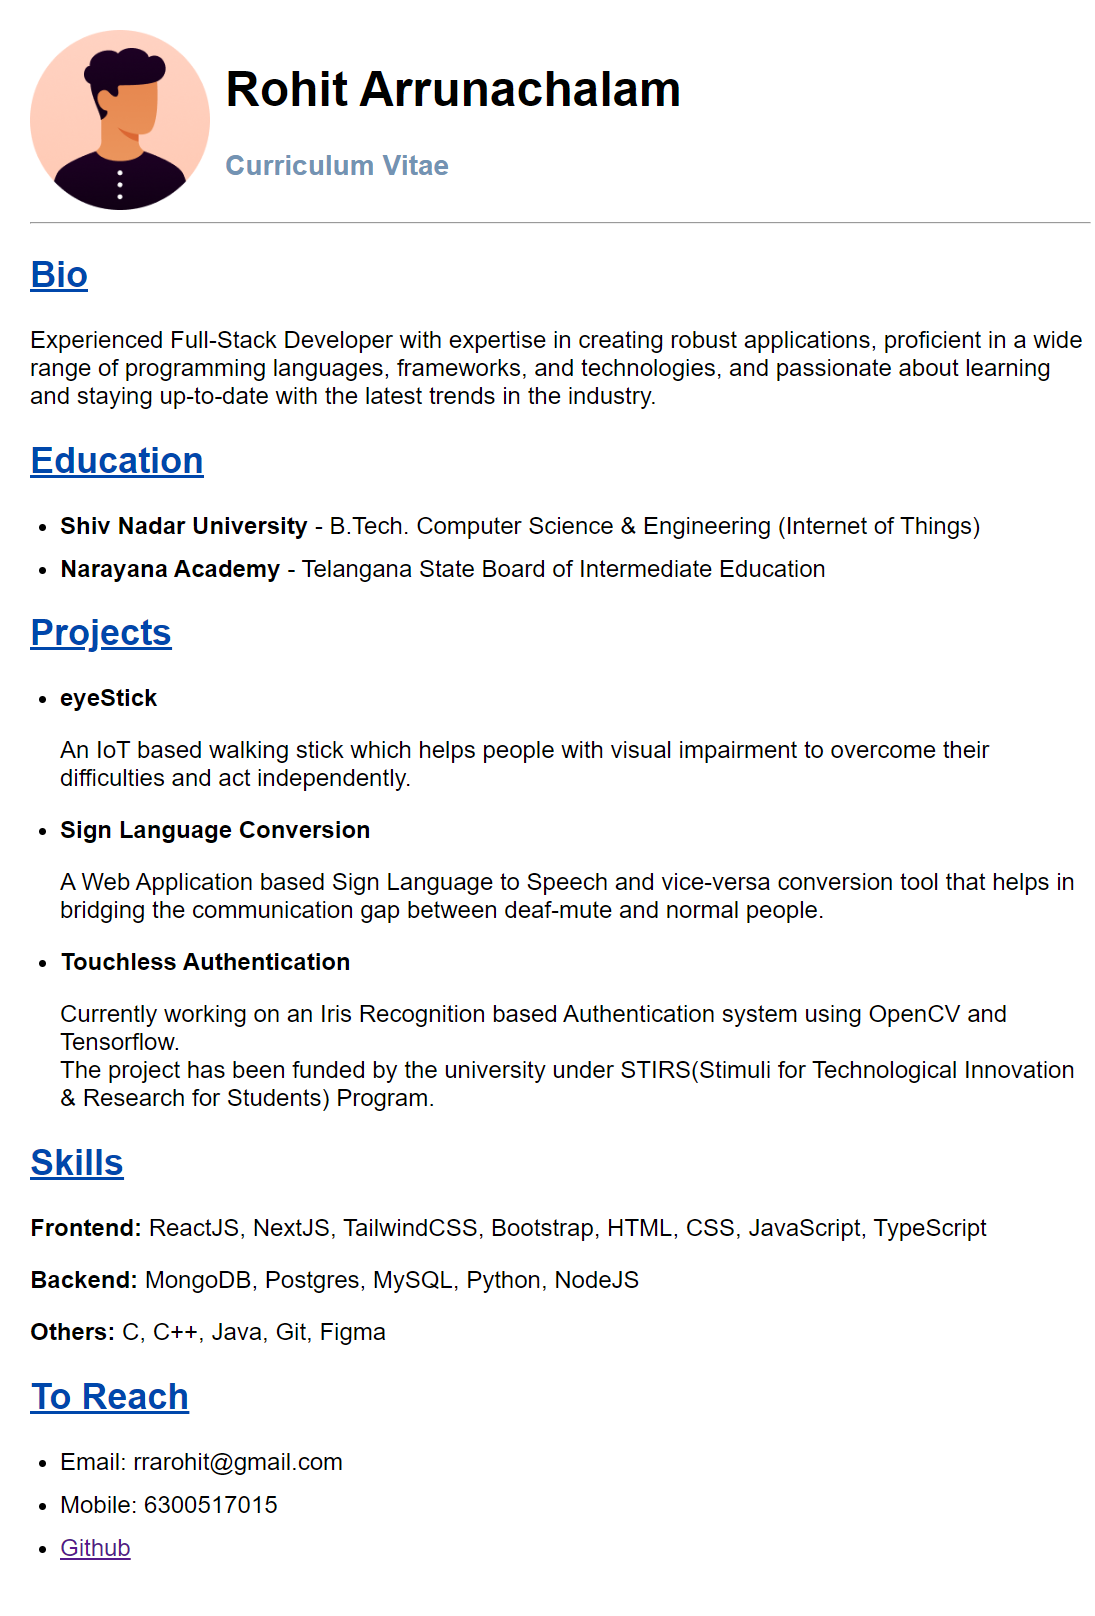 Rohit Arrunachalam
Curriculum Vitae
Bio
Experienced Full-Stack Developer with expertise in creating robust applications, proficient in a wide
range of programming languages, frameworks, and technologies, and passionate about learning
and staying up-to-date with the latest trends in the industry.
Education
• Shiv Nadar University - B.Tech. Computer Science & Engineering (Internet of Things)
• Narayana Academy - Telangana State Board of Intermediate Education
Projects
• eyeStick
An IoT based walking stick which helps people with visual impairment to overcome their
difficulties and act independently.
• Sign Language Conversion
A Web Application based Sign Language to Speech and vice-versa conversion tool that helps in
bridging the communication gap between deaf-mute and normal people.
• Touchless Authentication
Currently working on an Iris Recognition based Authentication system using OpenCV and
Tensorflow.
The project has been funded by the university under STIRS(Stimuli for Technological Innovation
& Research for Students) Program.
Skills
Frontend: ReactJS, NextJS, TailwindCSS, Bootstrap, HTML, CSS, JavaScript, TypeScript
Backend: MongoDB, Postgres, MySQL, Python, NodeJS
Others: C, C++, Java, Git, Figma
To Reach
• Email: rrarohit@gmail.com
• Mobile: 6300517015
• Github